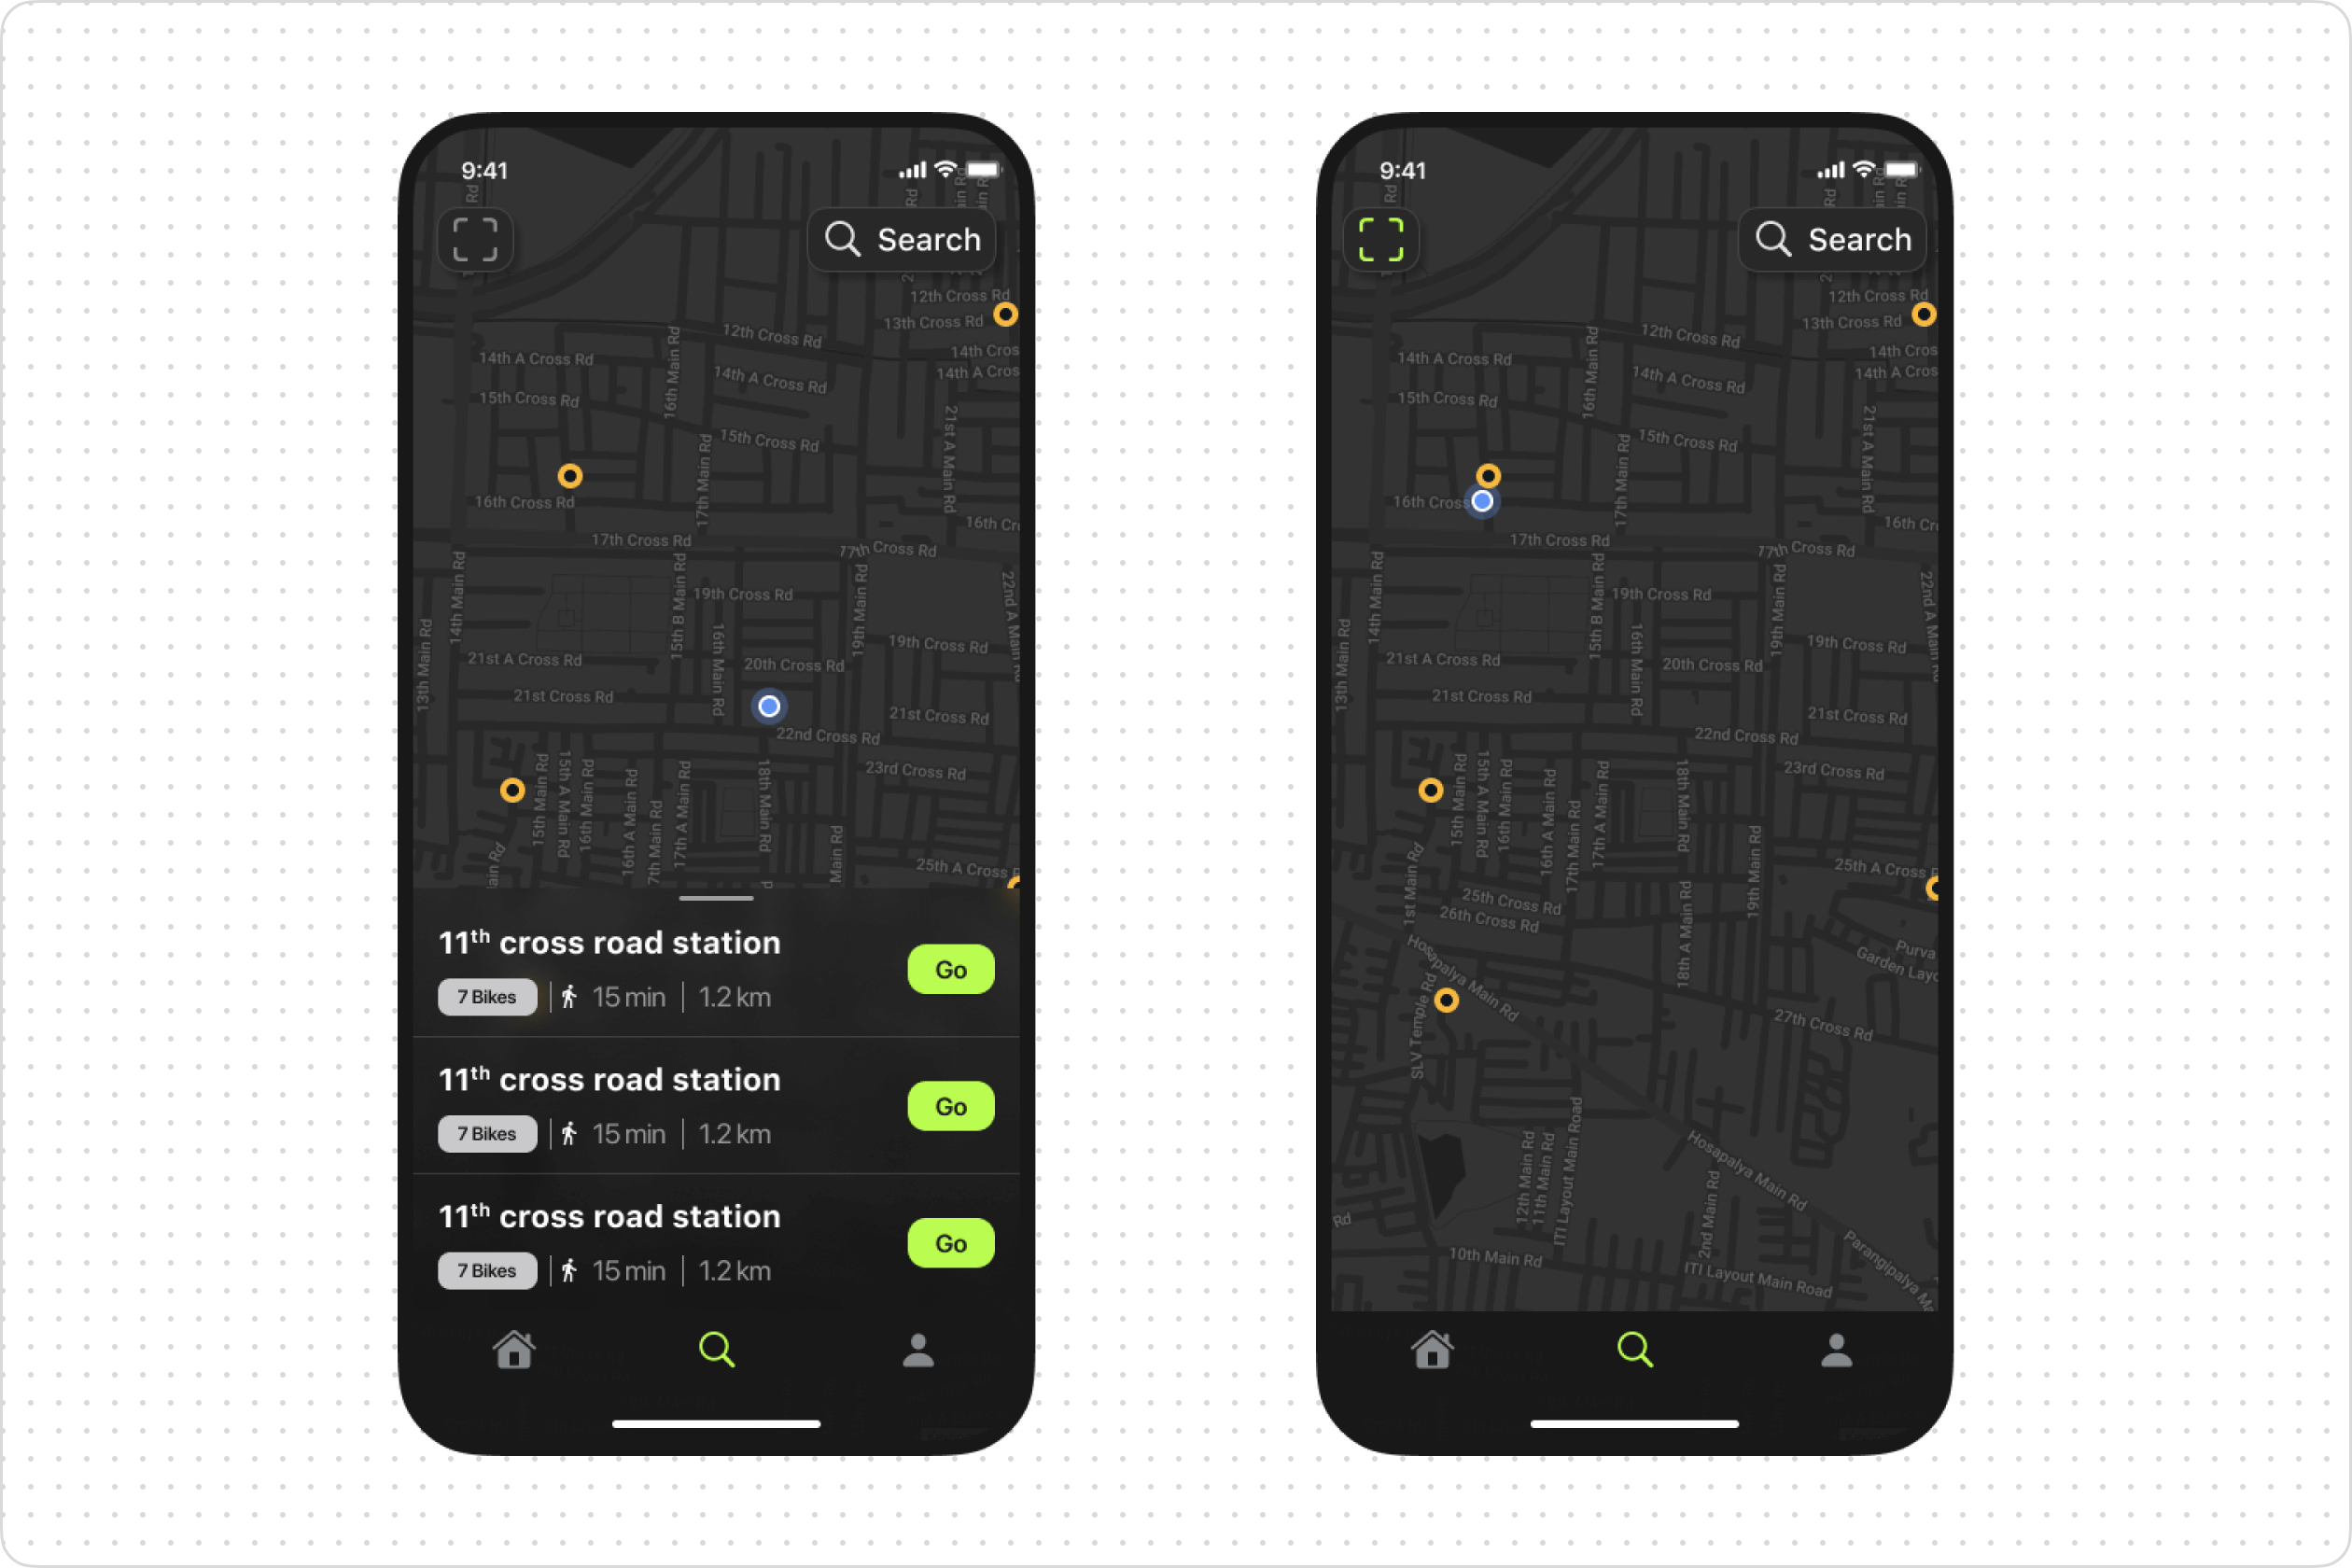 9:41
Search
12th Cross Rd
13th Cross Rd
12th Cross Rd
14th Cros
14th A Cross Rd
14th A Cross Rd
14th A Cros
16th Main Rd
15th Cross Rd
15th Cross Rd
21st A Main Rd
17th Main Rd
16th Cross Rd
17th Cross Rd
17th Cross Rd
14th Main Rd
15th B Main Rd
19th Cross Rd
19th Main Rd
22nd A Main
13th Main Rd
16th Main Rd
19th Cross Rd
21st A Cross Rd
20th Cross Rd
21st Cross Rd
21st Cross Rd
22nd Cross Rd
15th Main Rd
15th A Main Rd
16th Main Rd
16th A Main Rd
7th Main Rd
17th A Main Rd
18th Main Rd
Main Rd
23rd Cross Rd
25th A Cross
11th cross road station
7 Bikes 15 min 1.2 km
Go
11th cross road station
7 Bikes 15 min 1.2 km
Go
11th cross road station
7 Bikes 15 min 1.2 km
Go
9:41
Search
12th Cross Rd
13th Cross Rd
12th Cross Rd
14th Cros
14th A Cross Rd
14th A Cross Rd
14th A Cros
16th Main Rd
15th Cross Rd
15th Cross Rd
21st A Main Rd
17th Main Rd
16th Cross
17th Cross Rd
17th Cross Rd
14th Main Rd
15th B Main Rd
19th Cross Rd
19th Main Rd
22nd A Main
13th Main Rd
16th Main Rd
19th Cross Rd
21st A Cross Rd
20th Cross Rd
21st Cross Rd
21st Cross Rd
22nd Cross Rd
15th Main Rd
15th A Main Rd
16th Main Rd
16th A Main Rd
17th Main Rd
17th A Main Rd
18th Main Rd
23rd Cross Rd
19th Main Rd
25th A Cross
1st Main Rd
25th Cross Rd
26th Cross Rd
18th A Main Rd
Purva
Garden Layo
Hosapalya Main Rd
SLV Temple Rd
27th Cross Rd
12th Main Rd
11th Main Rd
ITI Layout Main Road
Hosapalya Main Rd
2nd Main Rd
Rd
10th Main Rd
ITI Layout Main Road
Parangipalya Ma